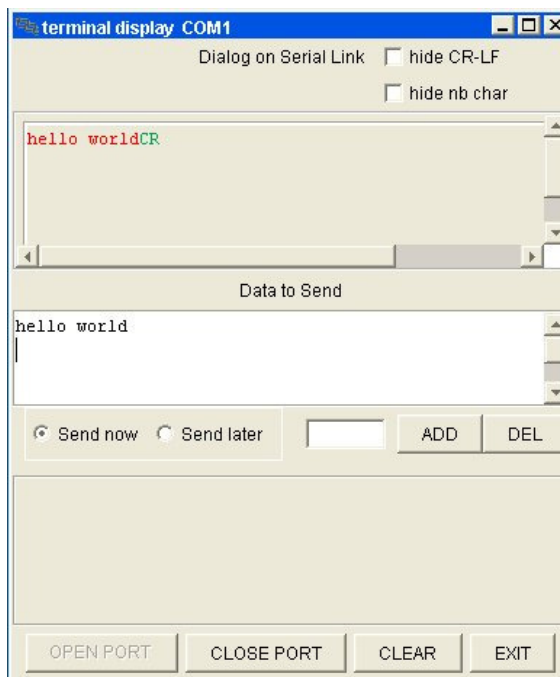 terminal display COM1
Dialog on Serial Link hide CR-LF
hide nb char
hello worldCR
Data to Send
hello world
Send now Send later ADD DEL
OPEN PORT CLOSE PORT CLEAR EXIT